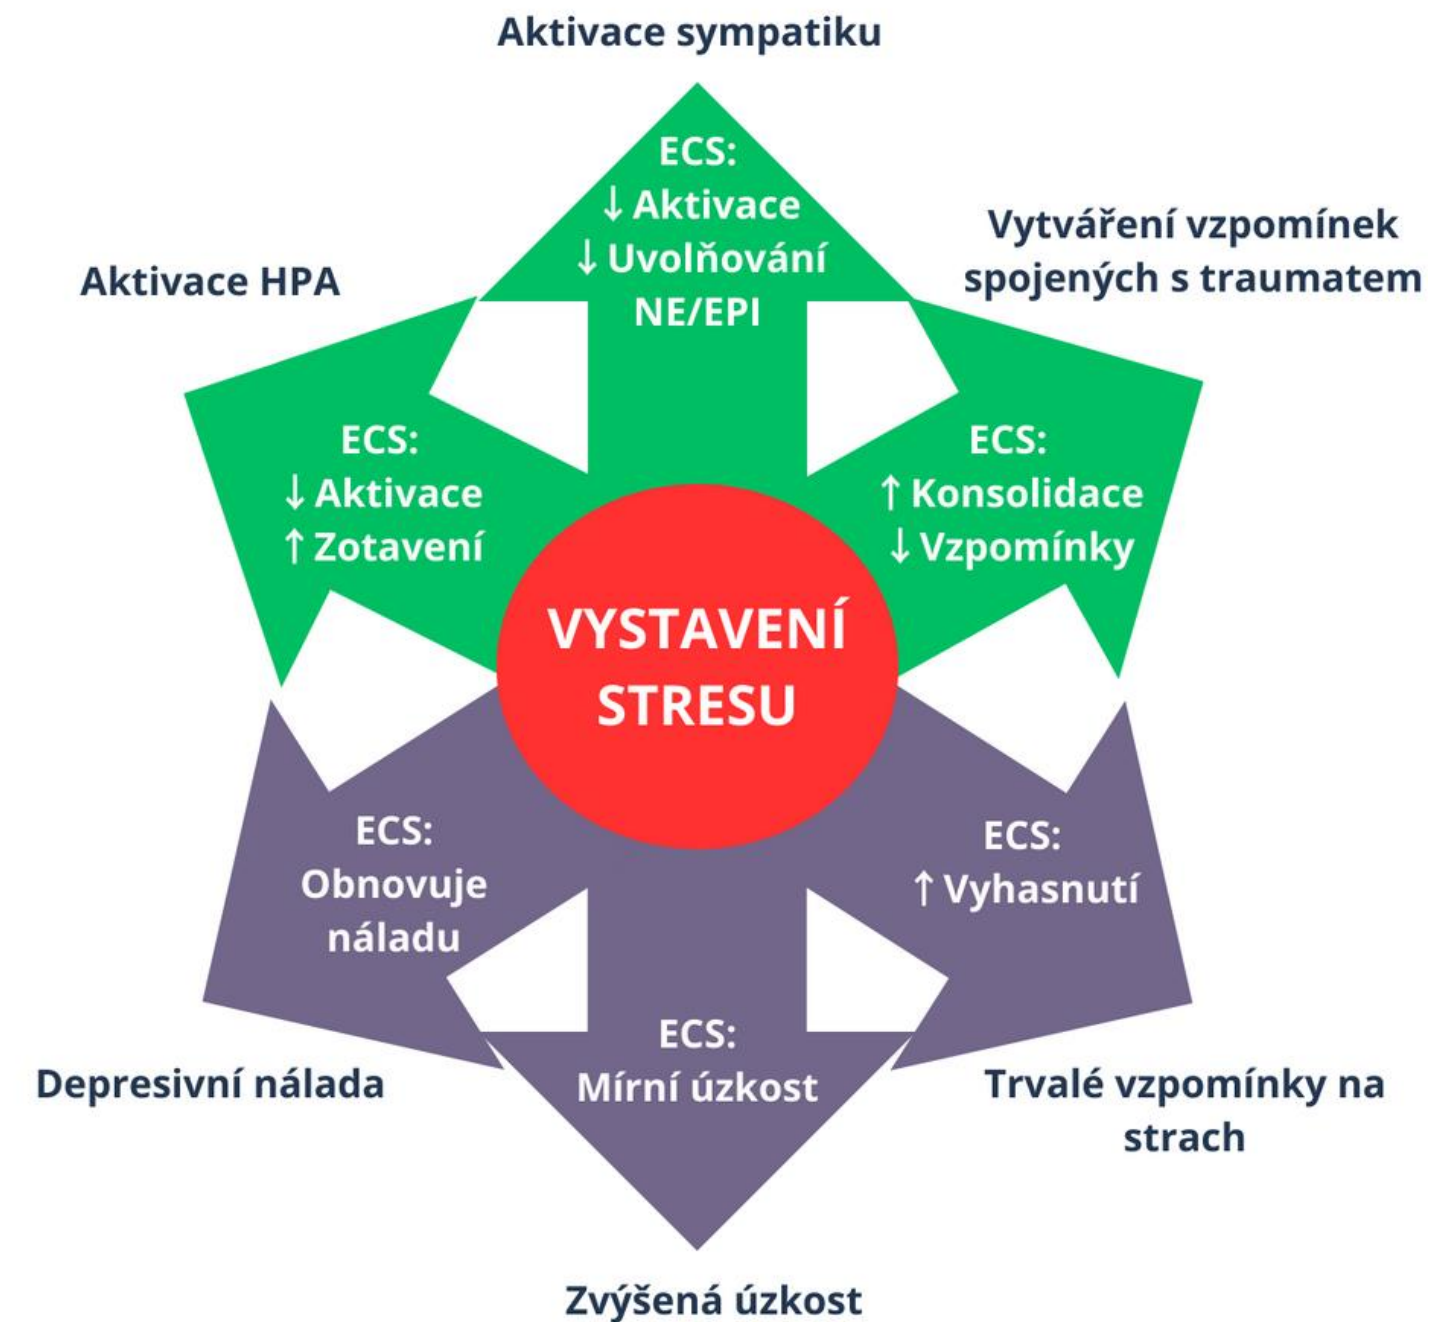 Aktivace sympatiku
ECS:
↓ Aktivace
↓ Uvolňování
NE/EPI
Vytváření vzpomínek
spojených s traumatem
Aktivace HPA
ECS:
↓ Aktivace
↑ Zotavení
ECS:
↑ Konsolidace
↓ Vzpomínky
VYSTAVENÍ
STRESU
ECS:
Obnovuje
náladu
ECS:
↑ Vyhasnutí
ECS:
Mírní úzkost
Depresivní nálada
Trvalé vzpomínky na
strach
Zvýšená úzkost